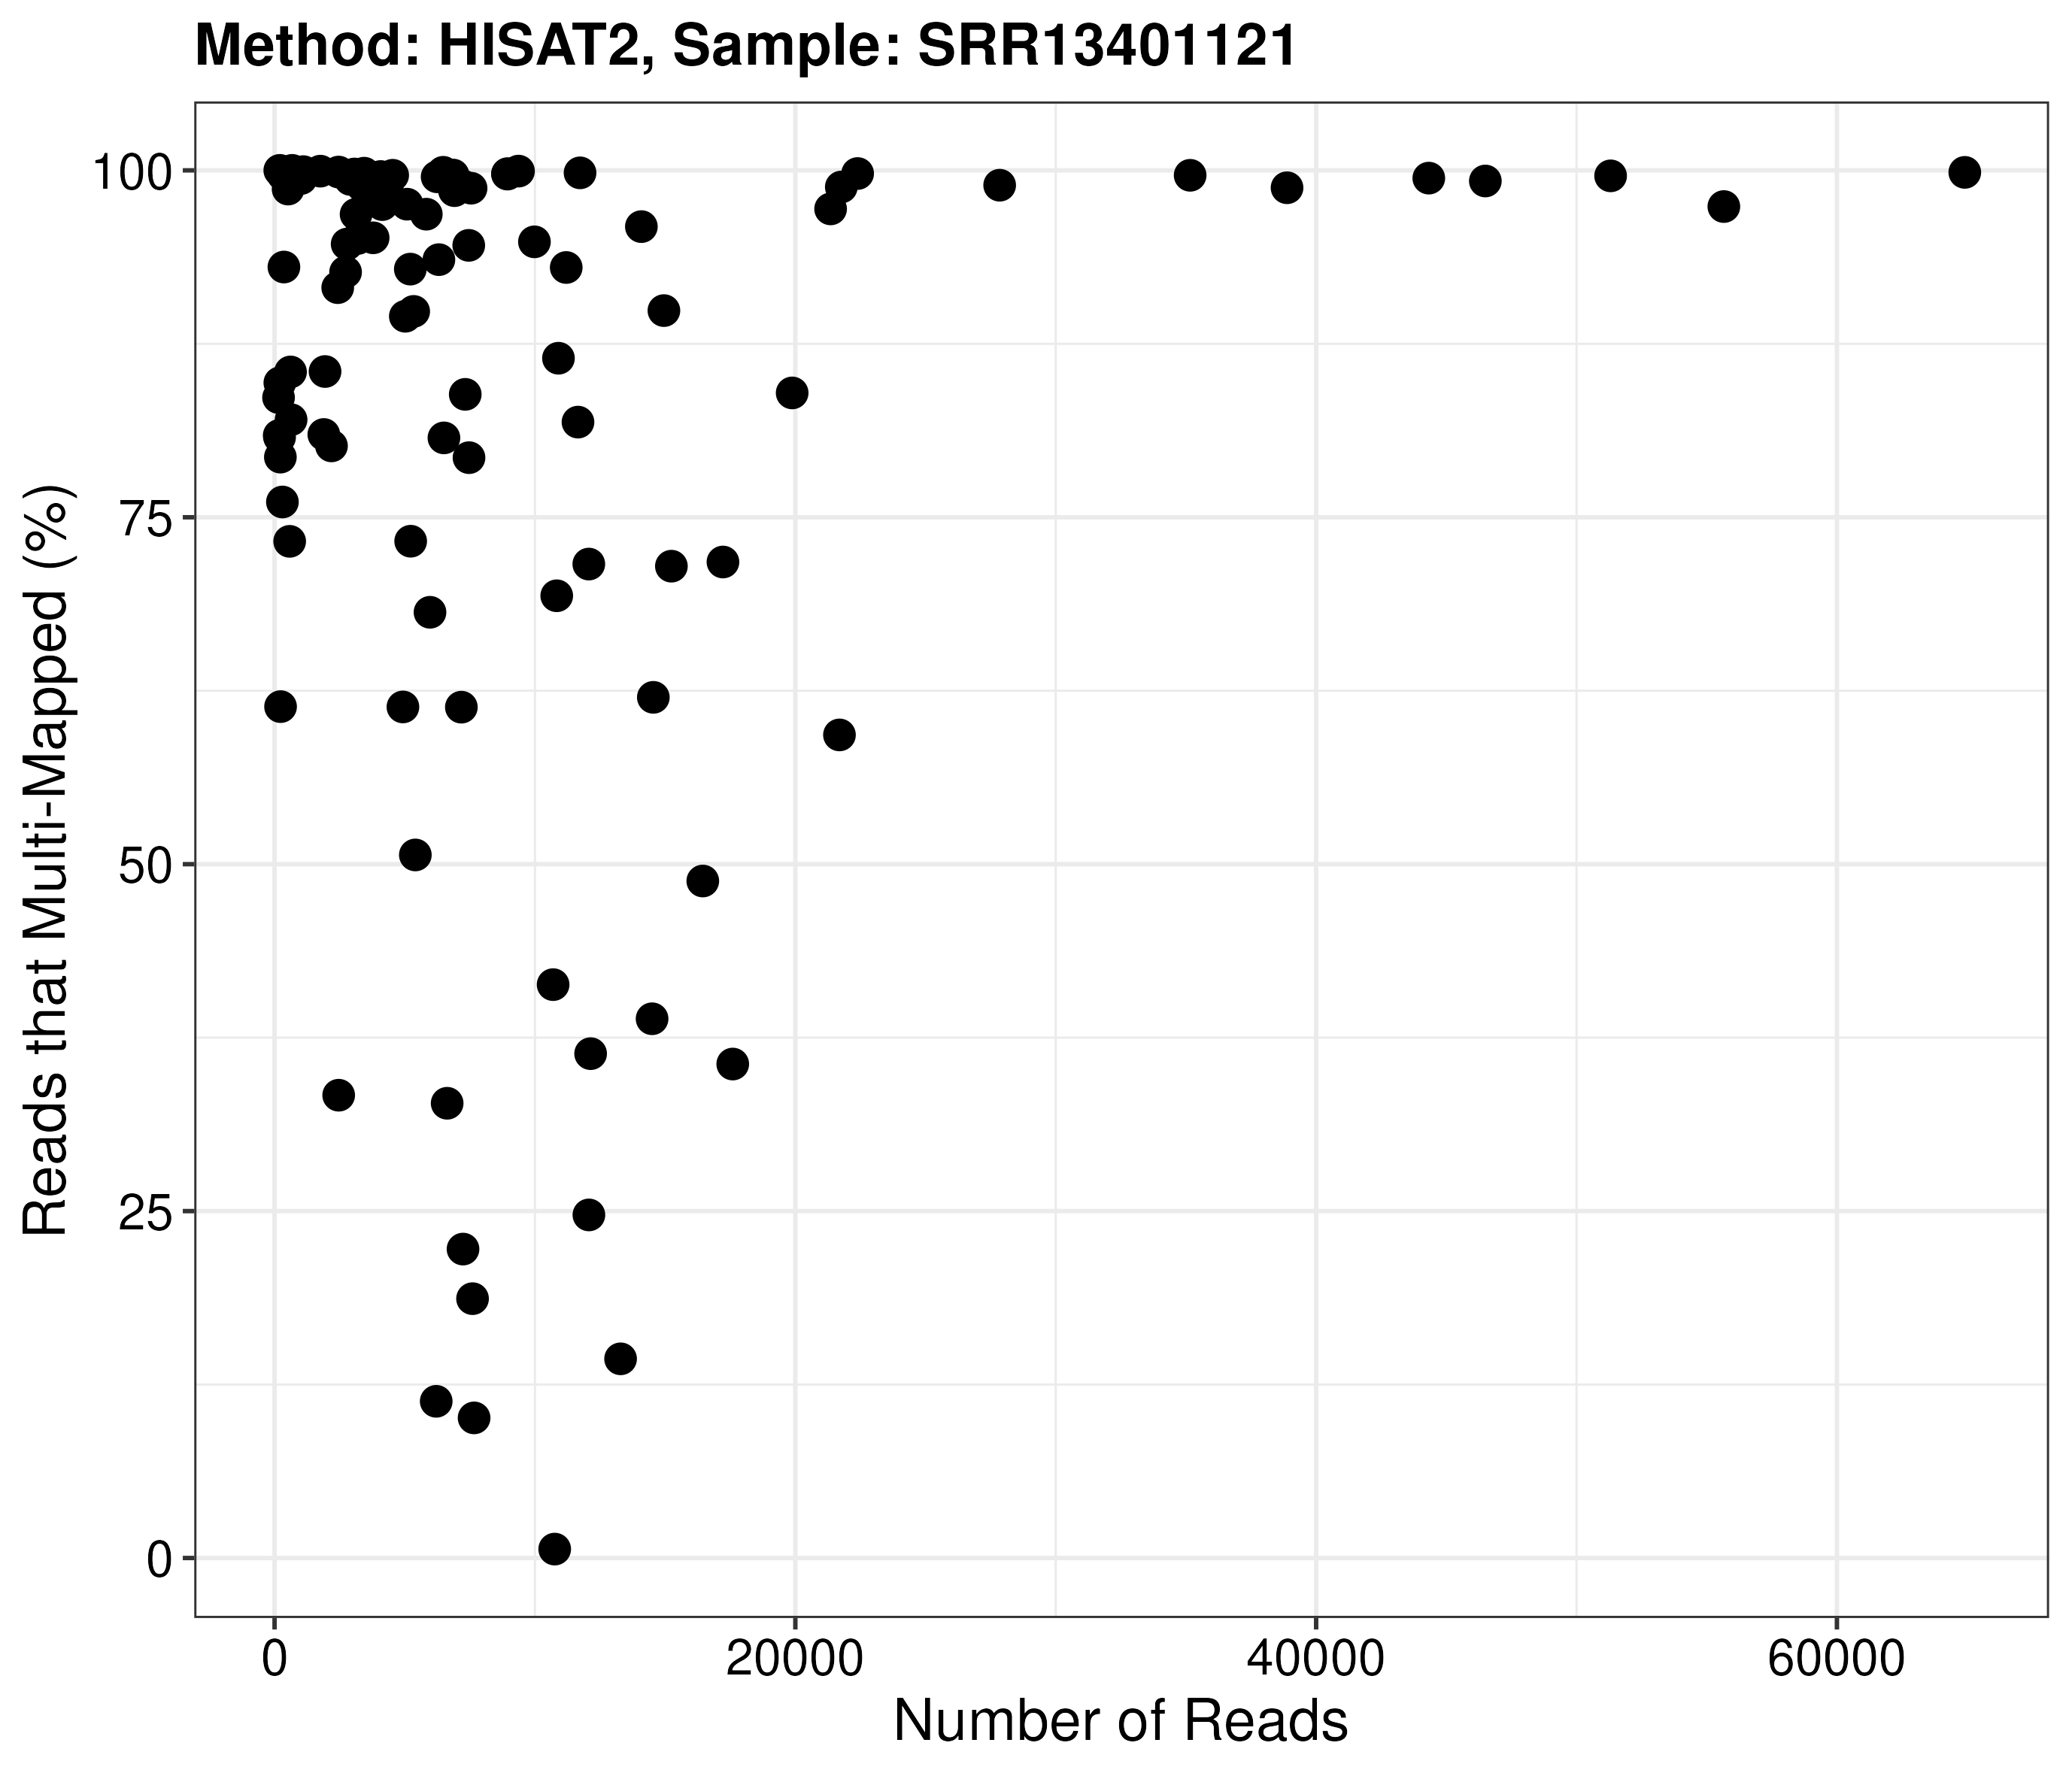 Method: HISAT2, Sample: SRR13401121
Reads that Multi-Mapped (%)
100
75
50
25
0
0 20000 40000 60000
Number of Reads